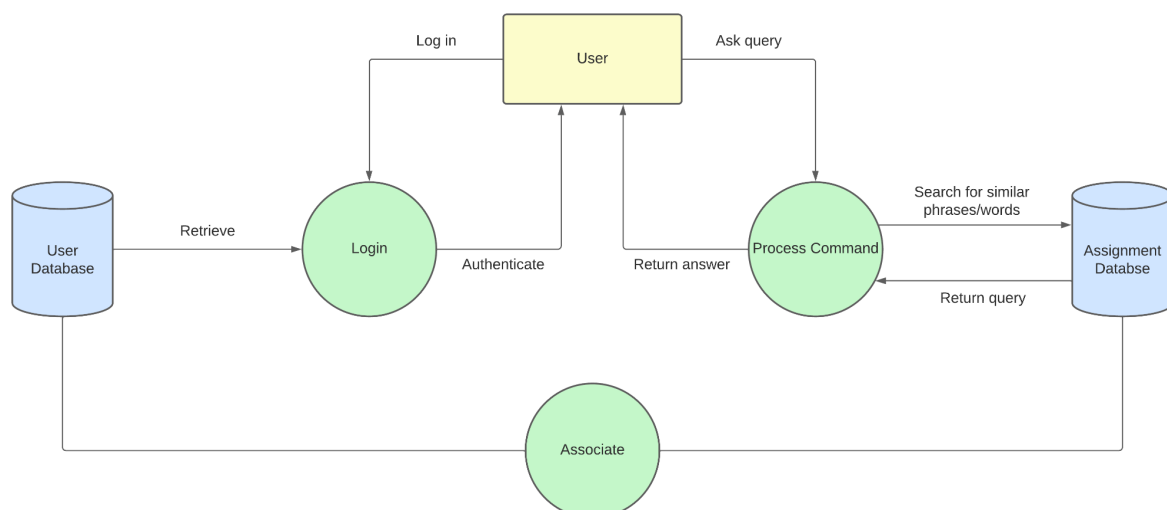 Log in
User
Ask query
User
Database
Retrieve
Login
Authenticate
Return answer
Process Command
Search for similar
phrases/words
Return query
Assignment
Databse
Associate